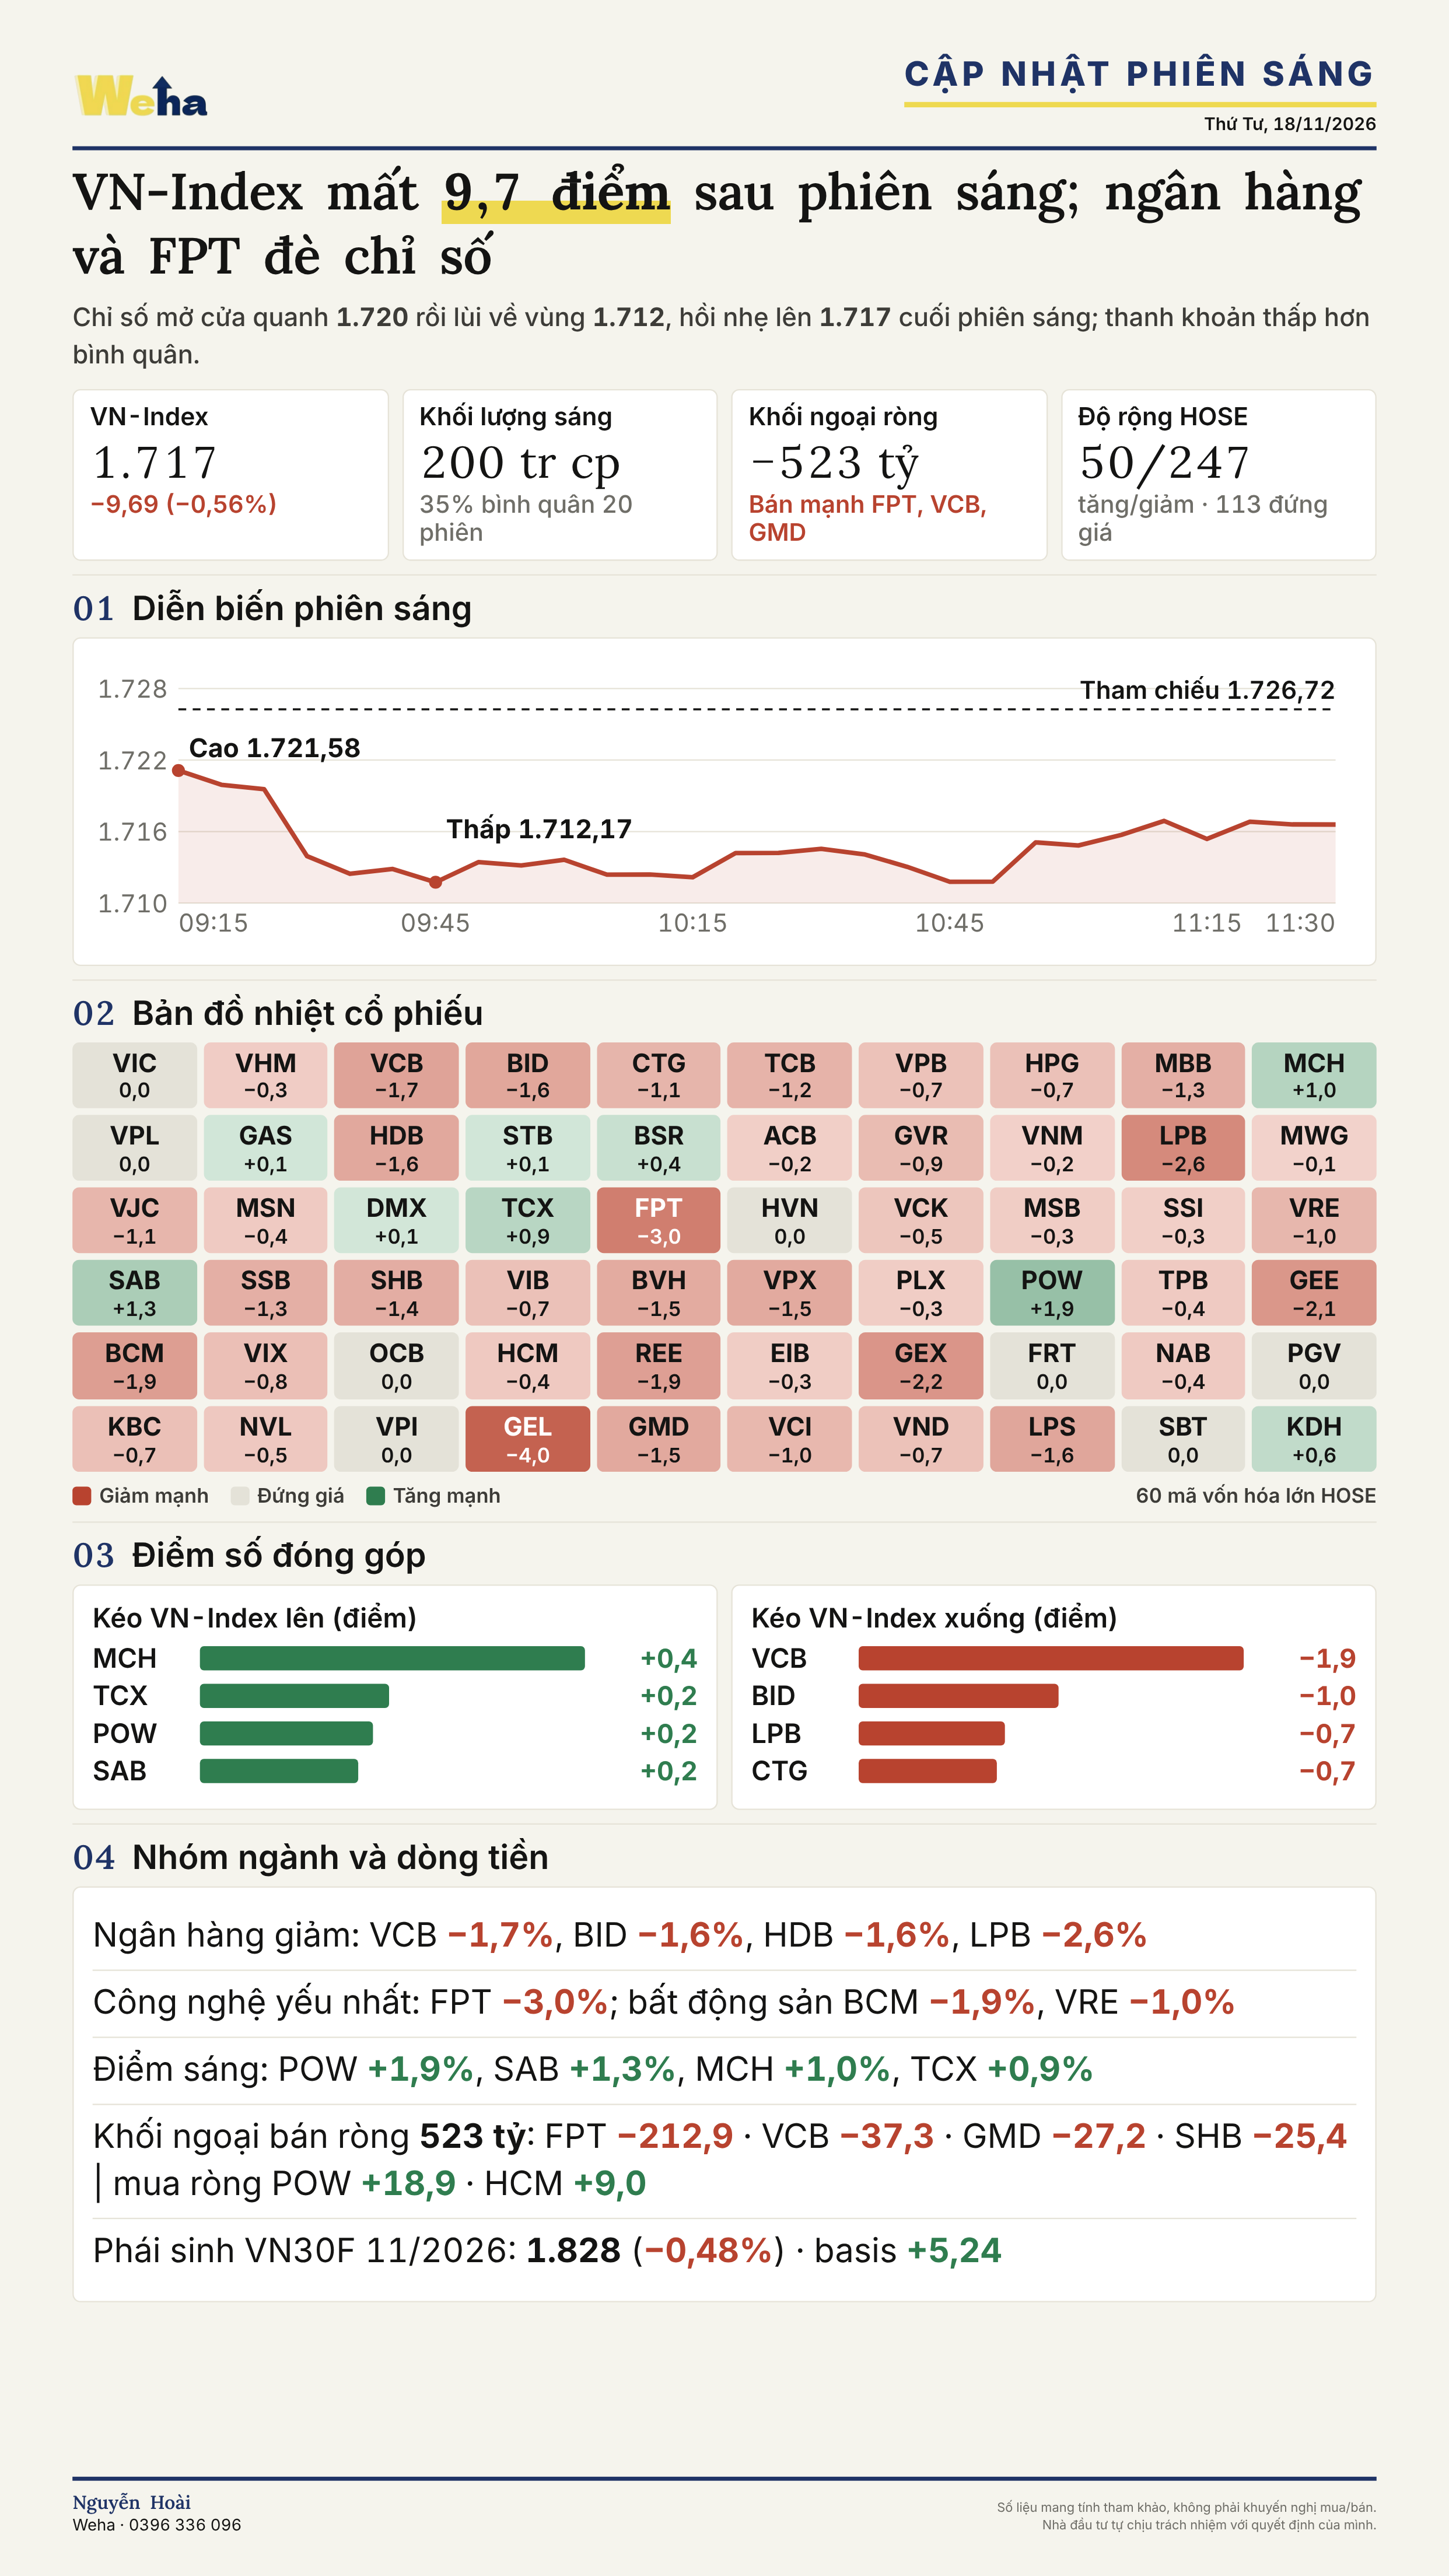 Weha
CẬP NHẬT PHIÊN SÁNG
Thứ Tư, 18/11/2026
VN-Index mất 9,7 điểm sau phiên sáng; ngân hàng
và FPT đè chỉ số
Chỉ số mở cửa quanh 1.720 rồi lùi về vùng 1.712, hồi nhẹ lên 1.717 cuối phiên sáng; thanh khoản thấp hơn
bình quân.
VN-Index
1.717
−9,69 (−0,56%)
Khối lượng sáng
200 tr cp
35% bình quân 20
phiên
Khối ngoại ròng
−523 tỷ
Bán mạnh FPT, VCB,
GMD
Độ rộng HOSE
50/247
tăng/giảm · 113 đứng
giá
01 Diễn biến phiên sáng
1.728
Tham chiếu 1.726,72
Cao 1.721,58
1.722
Thấp 1.712,17
1.716
1.710
09:15 09:45 10:15 10:45 11:15 11:30
02 Bản đồ nhiệt cổ phiếu
VIC VHM VCB BID CTG TCB VPB HPG MBB MCH
0,0 −0,3 −1,7 −1,6 −1,1 −1,2 −0,7 −0,7 −1,3 +1,0
VPL GAS HDB STB BSR ACB GVR VNM LPB MWG
0,0 +0,1 −1,6 +0,1 +0,4 −0,2 −0,9 −0,2 −2,6 −0,1
VJC MSN DMX TCX FPT HVN VCK MSB SSI VRE
−1,1 −0,4 +0,1 +0,9 −3,0 0,0 −0,5 −0,3 −0,3 −1,0
SAB SSB SHB VIB BVH VPX PLX POW TPB GEE
+1,3 −1,3 −1,4 −0,7 −1,5 −1,5 −0,3 +1,9 −0,4 −2,1
BCM VIX OCB HCM REE EIB GEX FRT NAB PGV
−1,9 −0,8 0,0 −0,4 −1,9 −0,3 −2,2 0,0 −0,4 0,0
KBC NVL VPI GEL GMD VCI VND LPS SBT KDH
−0,7 −0,5 0,0 −4,0 −1,5 −1,0 −0,7 −1,6 0,0 +0,6
Giảm mạnh Đứng giá Tăng mạnh 60 mã vốn hóa lớn HOSE
03 Điểm số đóng góp
Kéo VN-Index lên (điểm)
MCH +0,4
TCX +0,2
POW +0,2
SAB +0,2
Kéo VN-Index xuống (điểm)
VCB −1,9
BID −1,0
LPB −0,7
CTG −0,7
04 Nhóm ngành và dòng tiền
Ngân hàng giảm: VCB −1,7%, BID −1,6%, HDB −1,6%, LPB −2,6%
Công nghệ yếu nhất: FPT −3,0%; bất động sản BCM −1,9%, VRE −1,0%
Điểm sáng: POW +1,9%, SAB +1,3%, MCH +1,0%, TCX +0,9%
Khối ngoại bán ròng 523 tỷ: FPT −212,9 · VCB −37,3 · GMD −27,2 · SHB −25,4
| mua ròng POW +18,9 · HCM +9,0
Phái sinh VN30F 11/2026: 1.828 (−0,48%) · basis +5,24
Nguyễn Hoài
Weha · 0396 336 096
Số liệu mang tính tham khảo, không phải khuyến nghị mua/bán.
Nhà đầu tư tự chịu trách nhiệm với quyết định của mình.